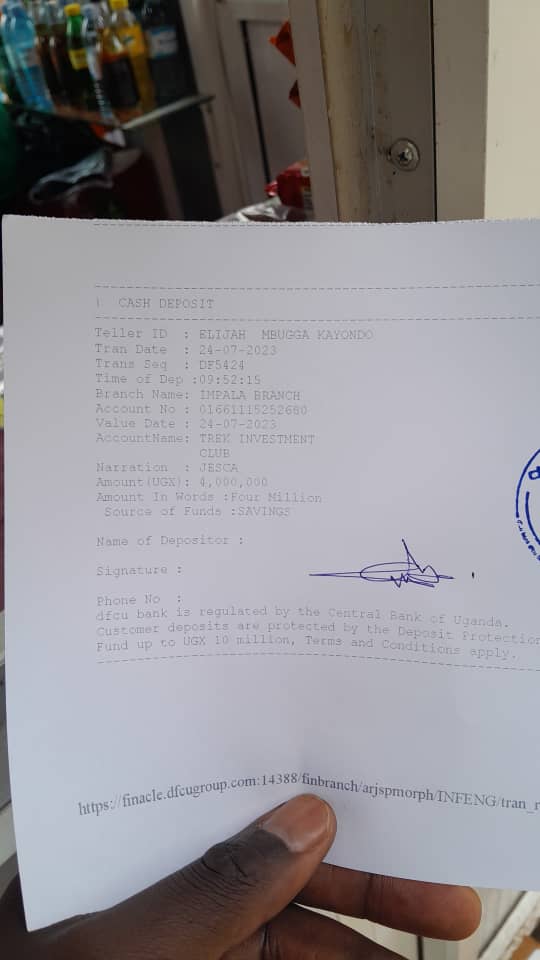 | CASH DEPOSIT
Teller ID : ELIJAH MBUGGA KAYONDO
Tran Date : 24-07-2023
Trans Seq : DF5424
Time of Dep :09:52:15
Branch Name: IMPALA BRANCH
Account No : 01661115252680
Value Date : 24-07-2023
AccountName: TREK INVESTMENT
CLUB
Narration : JESCA
Amount(UGX): 4,000,000
Amount In Words :Four Million
Source of Funds :SAVINGS
Name of Depositor :
Signature :
Phone No :
dfcu bank is regulated by the Central Bank of Uganda.
Customer deposits are protected by the Deposit Protection
Fund up to UGX 10 million, Terms and Conditions apply.
https://finacle.dfcugroup.com:14388/finbranch/arjspmorph/INFENG/tran_r